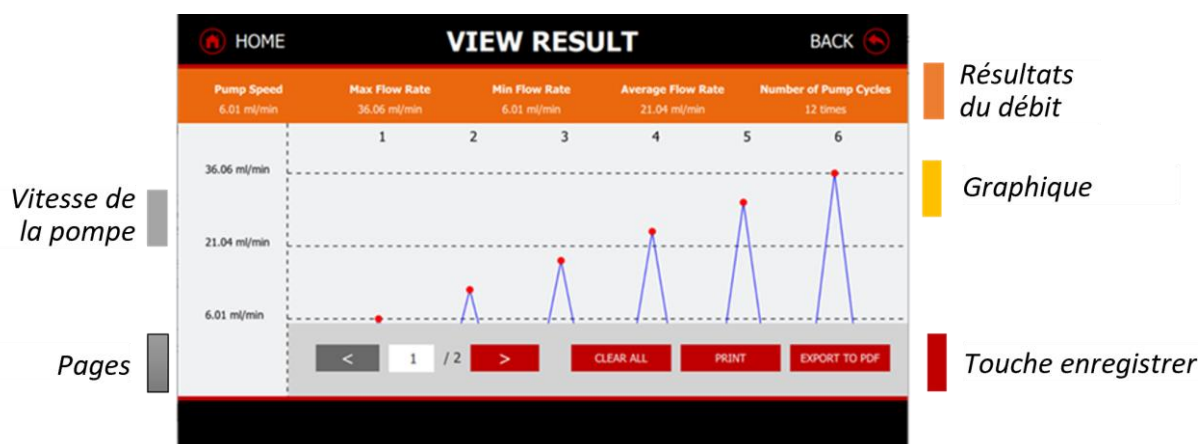 HOME
VIEW RESULT
BACK
Pump Speed
6.01 ml/min
Max Flow Rate
36.06 ml/min
Min Flow Rate
6.01 ml/min
Average Flow Rate
21.04 ml/min
Number of Pump Cycles
12 times
Résultats
du débit
1 2 3 4 5 6
36.06 ml/min
Graphique
Vitesse de
la pompe
21.04 ml/min
6.01 ml/min
Pages
< 1 / 2 >
CLEAR ALL
PRINT
EXPORT TO PDF
Touche enregistrer